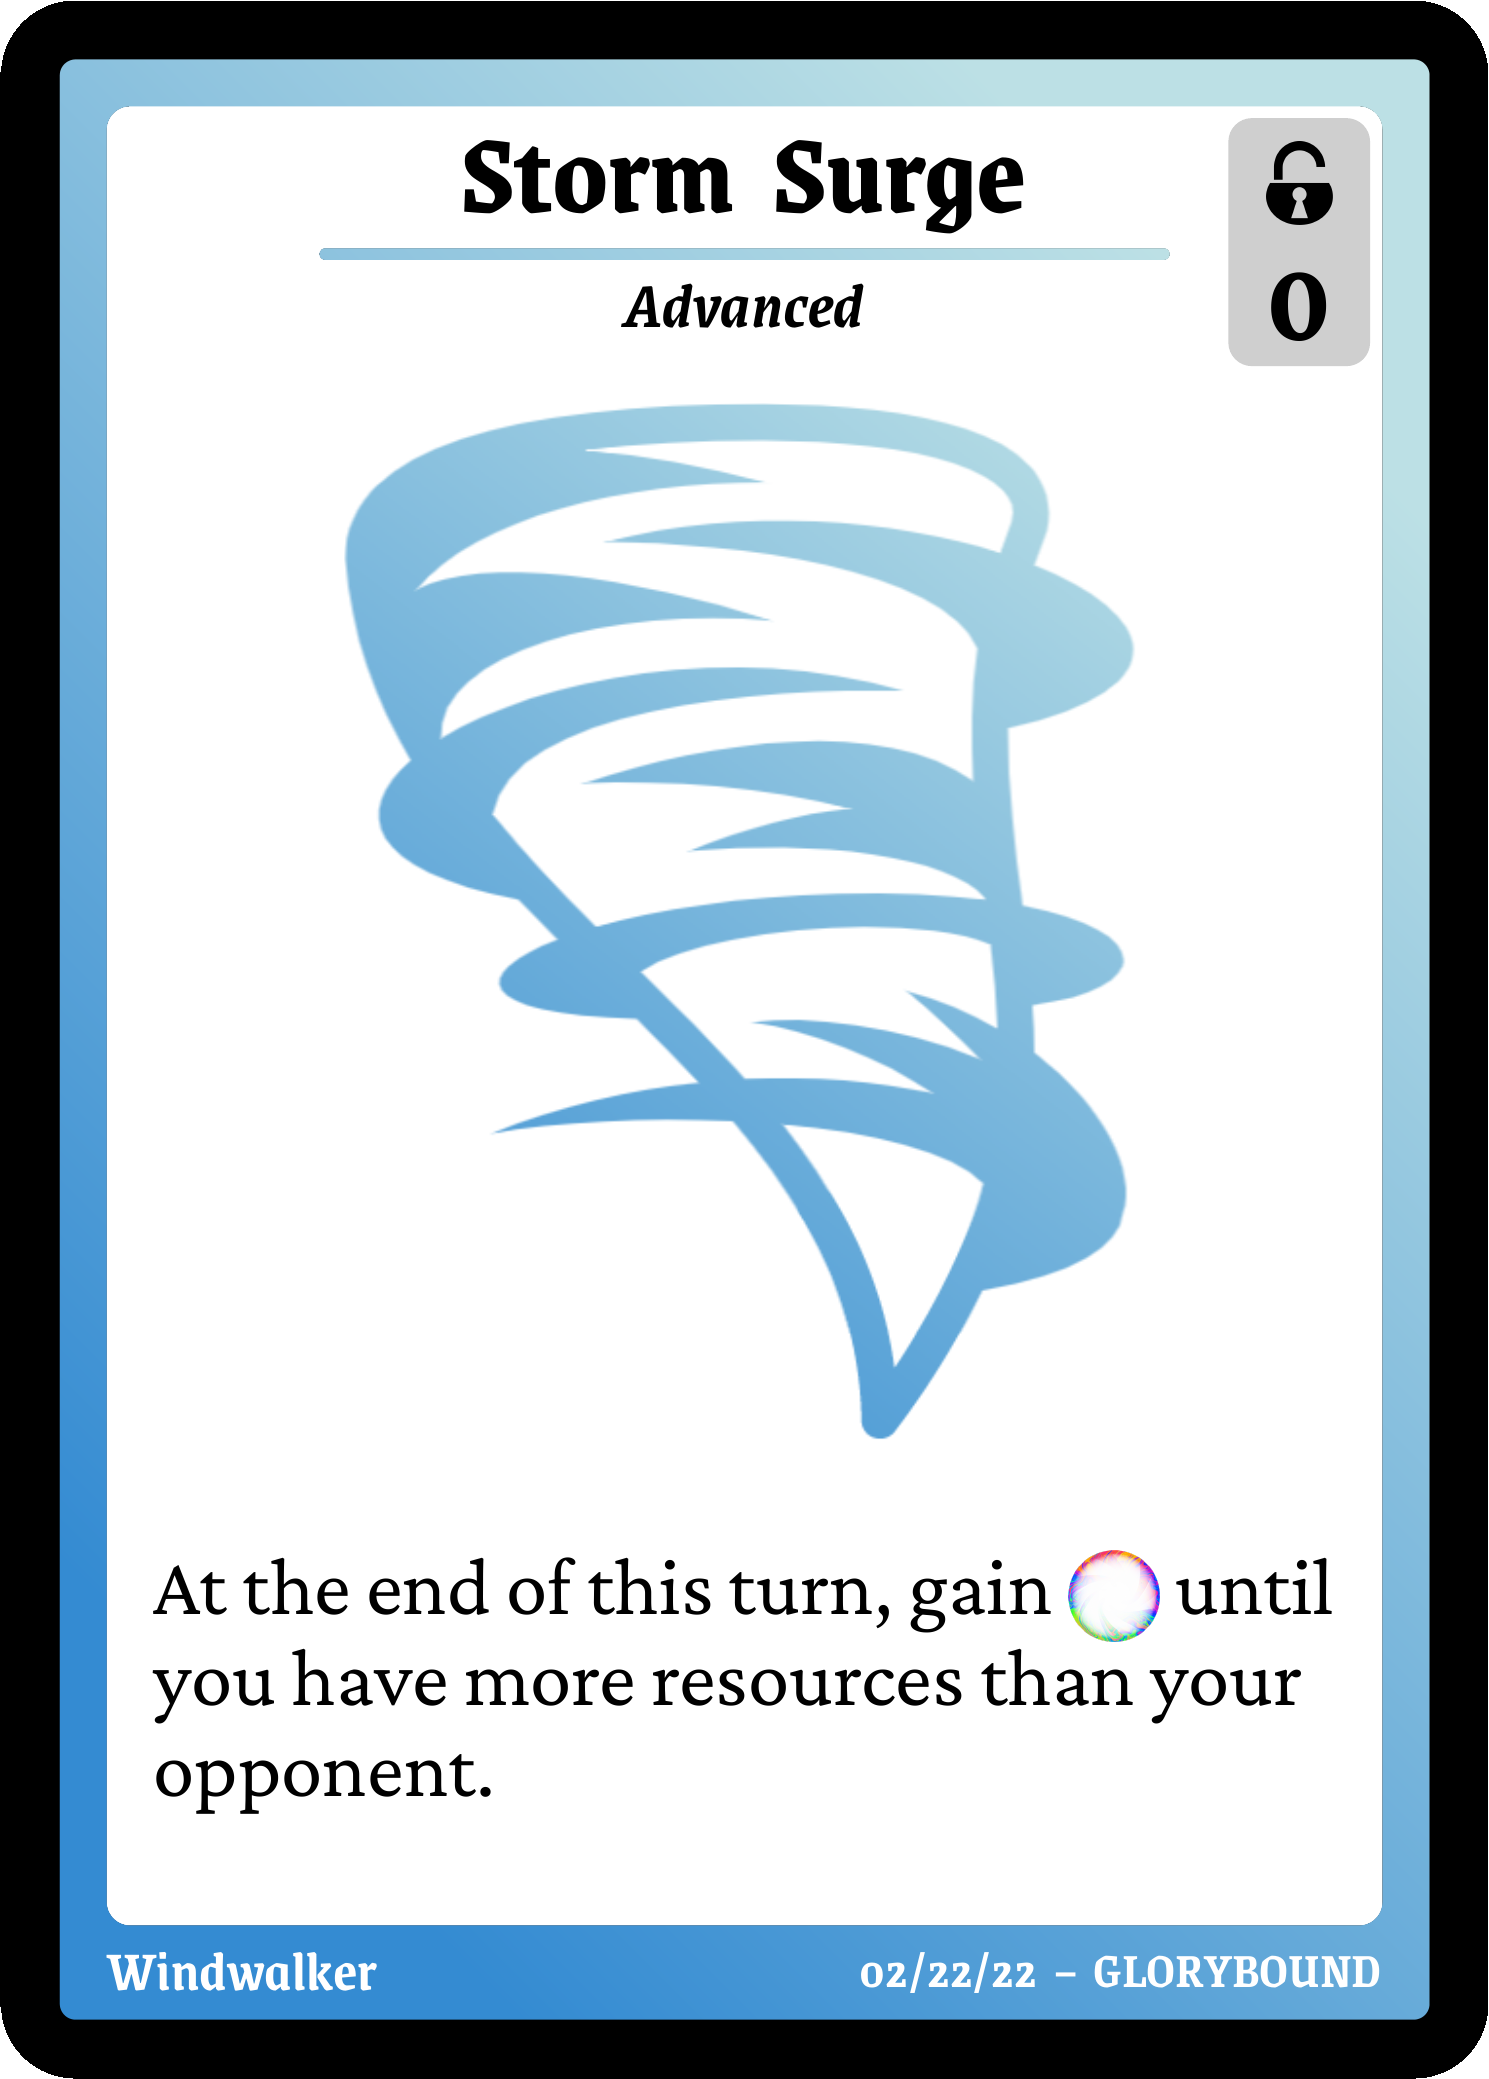 Storm Surge
0
Advanced
At the end of this turn, gain until
you have more resources than your
opponent.
Windwalker
02/22/22 – GLORYBOUND